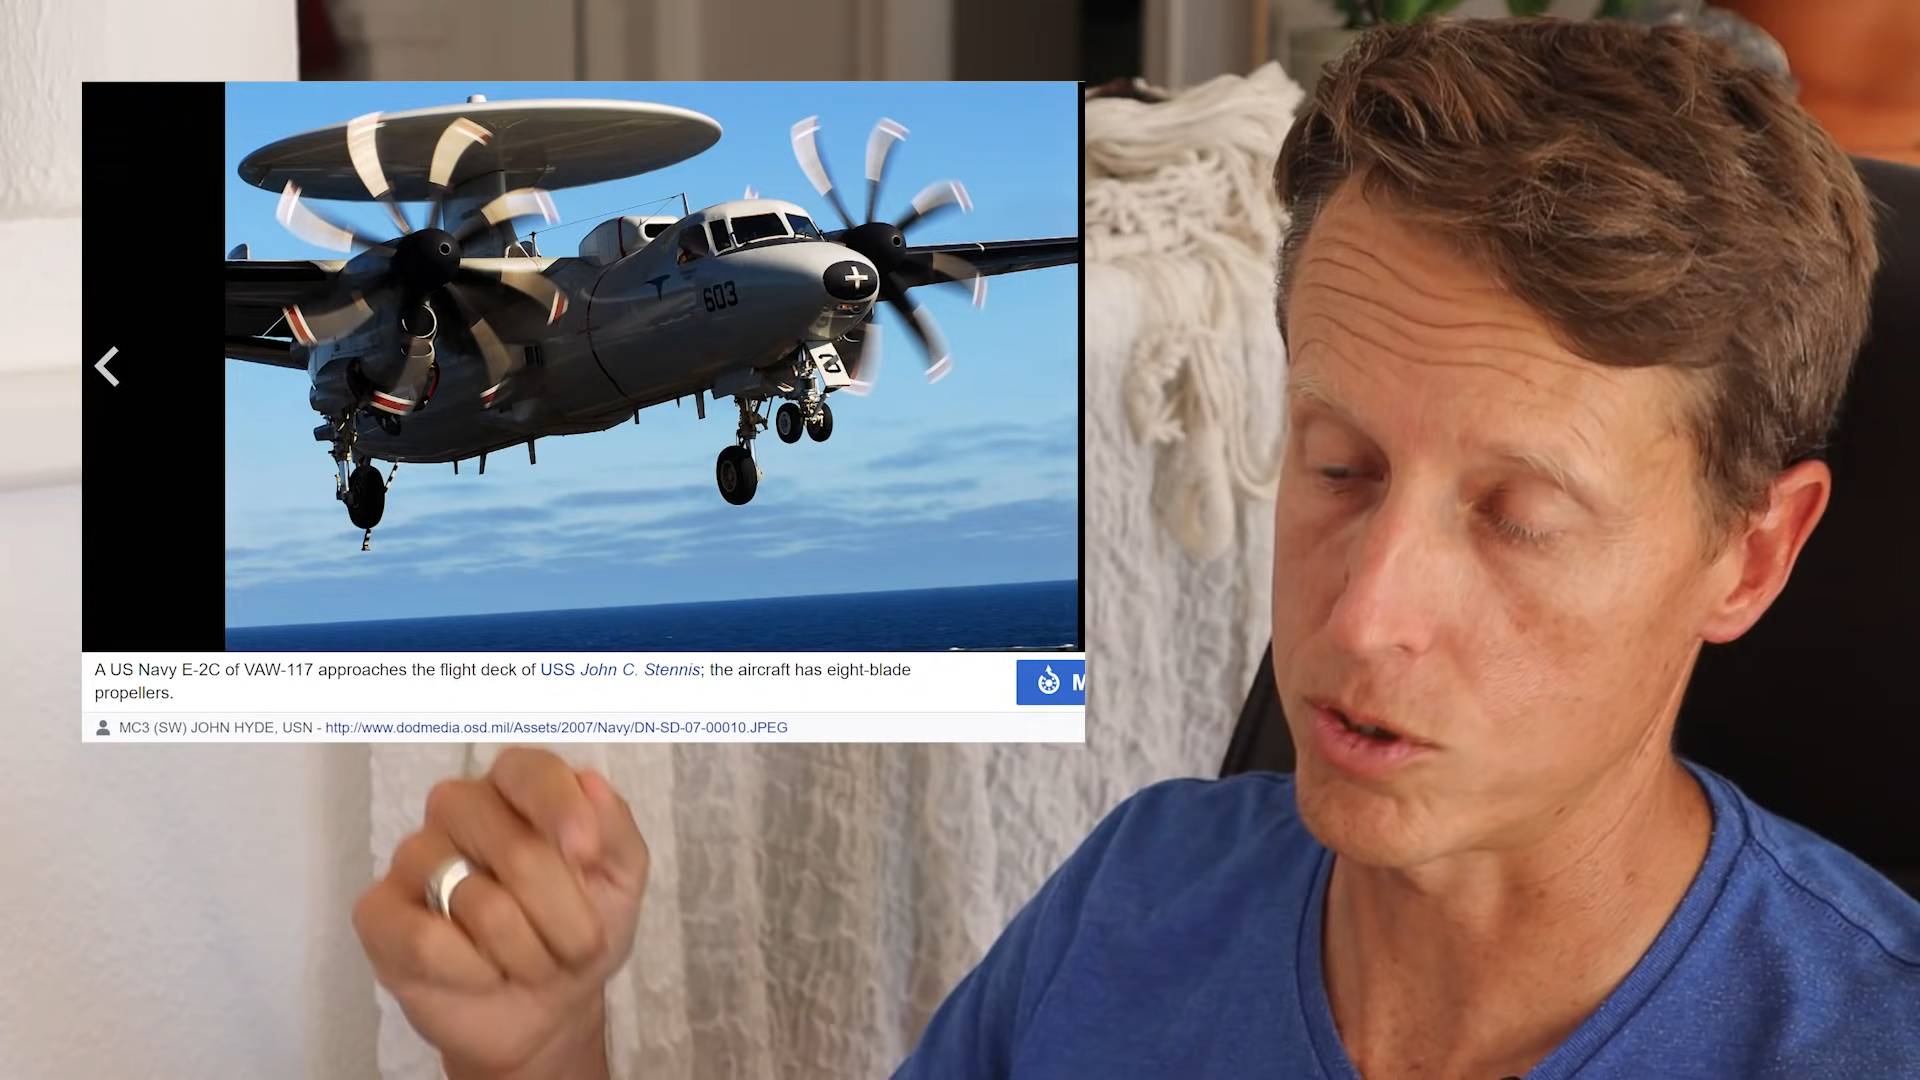 603
A US Navy E-2C of VAW-117 approaches the flight deck of USS John C. Stennis; the aircraft has eight-blade
propellers.
M
MC3 (SW) JOHN HYDE, USN - http://www.dodmedia.osd.mil/Assets/2007/Navy/DN-SD-07-00010.JPEG